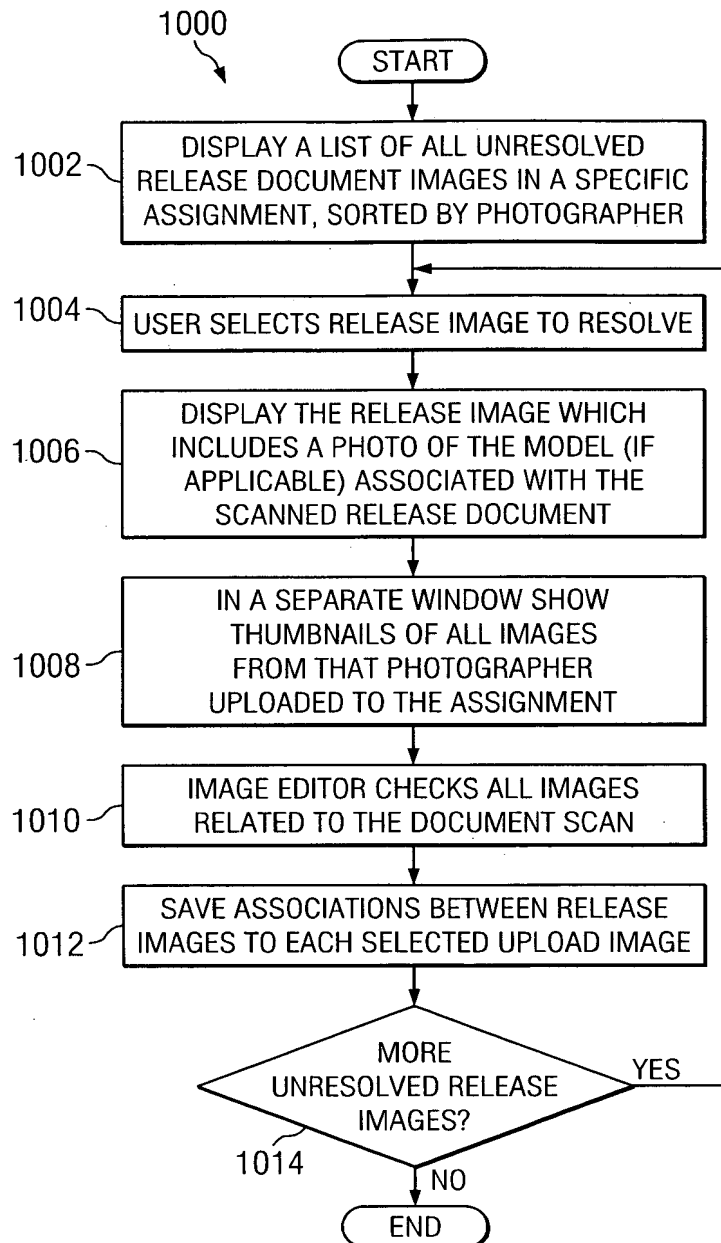 1000
START
1002
DISPLAY A LIST OF ALL UNRESOLVED
RELEASE DOCUMENT IMAGES IN A SPECIFIC
ASSIGNMENT, SORTED BY PHOTOGRAPHER
1004
USER SELECTS RELEASE IMAGE TO RESOLVE
1006
DISPLAY THE RELEASE IMAGE WHICH
INCLUDES A PHOTO OF THE MODEL (IF
APPLICABLE) ASSOCIATED WITH THE
SCANNED RELEASE DOCUMENT
1008
IN A SEPARATE WINDOW SHOW
THUMBNAILS OF ALL IMAGES
FROM THAT PHOTOGRAPHER
UPLOADED TO THE ASSIGNMENT
1010
IMAGE EDITOR CHECKS ALL IMAGES
RELATED TO THE DOCUMENT SCAN
1012
SAVE ASSOCIATIONS BETWEEN RELEASE
IMAGES TO EACH SELECTED UPLOAD IMAGE
MORE
UNRESOLVED RELEASE
IMAGES?
YES
1014
NO
END